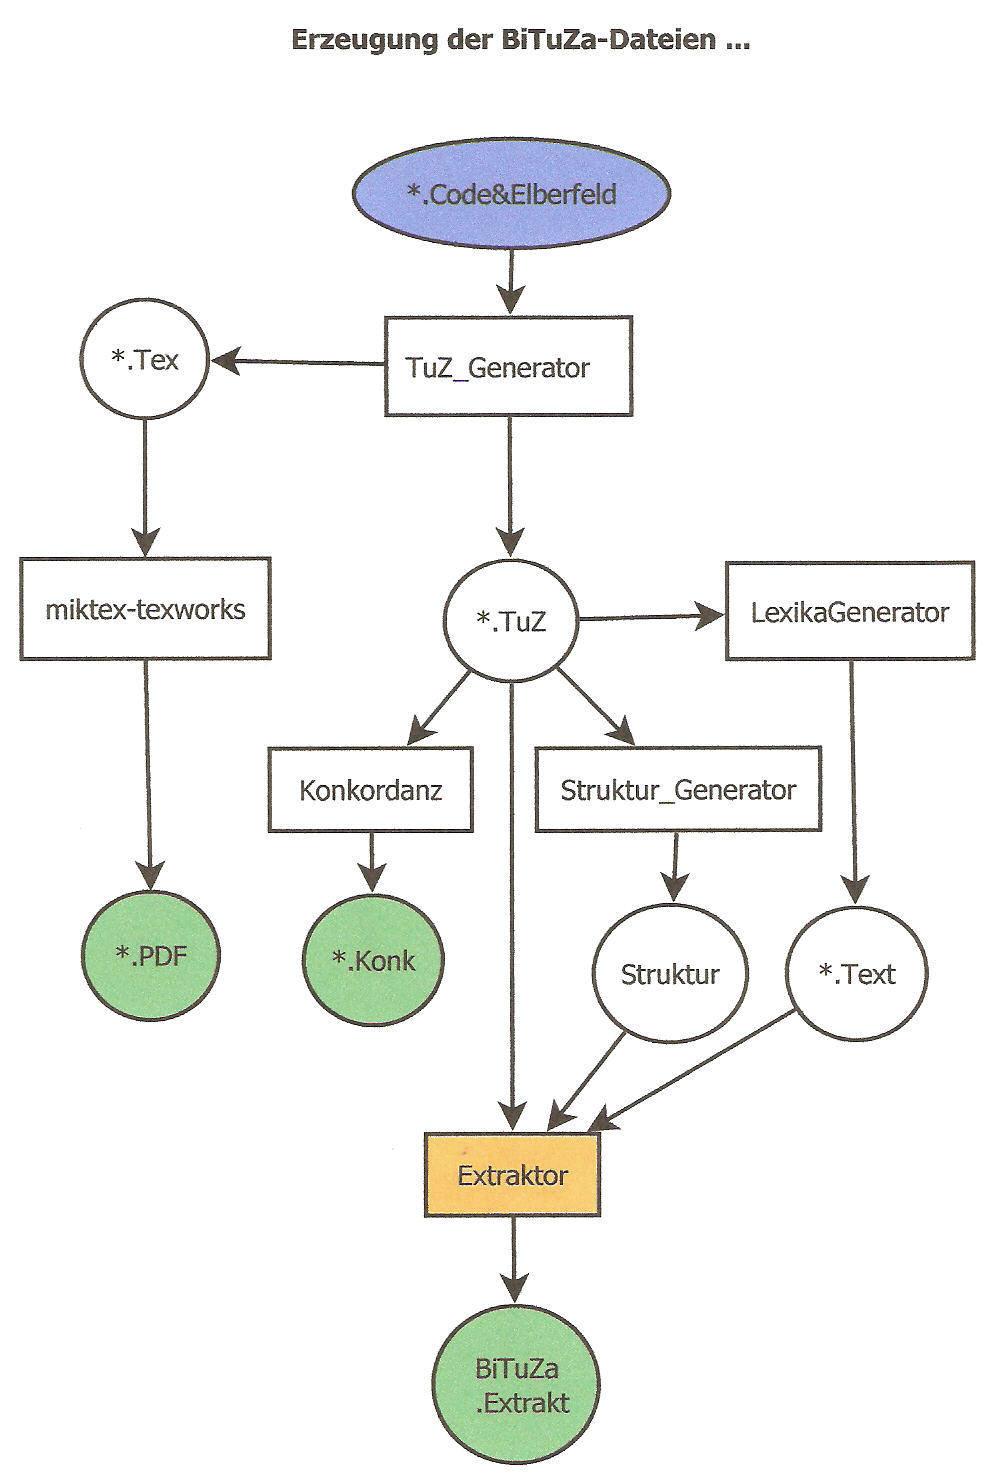 Erzeugung der BiTuZa-Dateien ...
*.Code&Elberfeld
*.Tex
TuZ_Generator
miktex-texworks
*.TuZ
LexikaGenerator
Konkordanz
Struktur_Generator
*.PDF
*.Konk
Struktur
*.Text
Extraktor
BiTuZa
.Extrakt